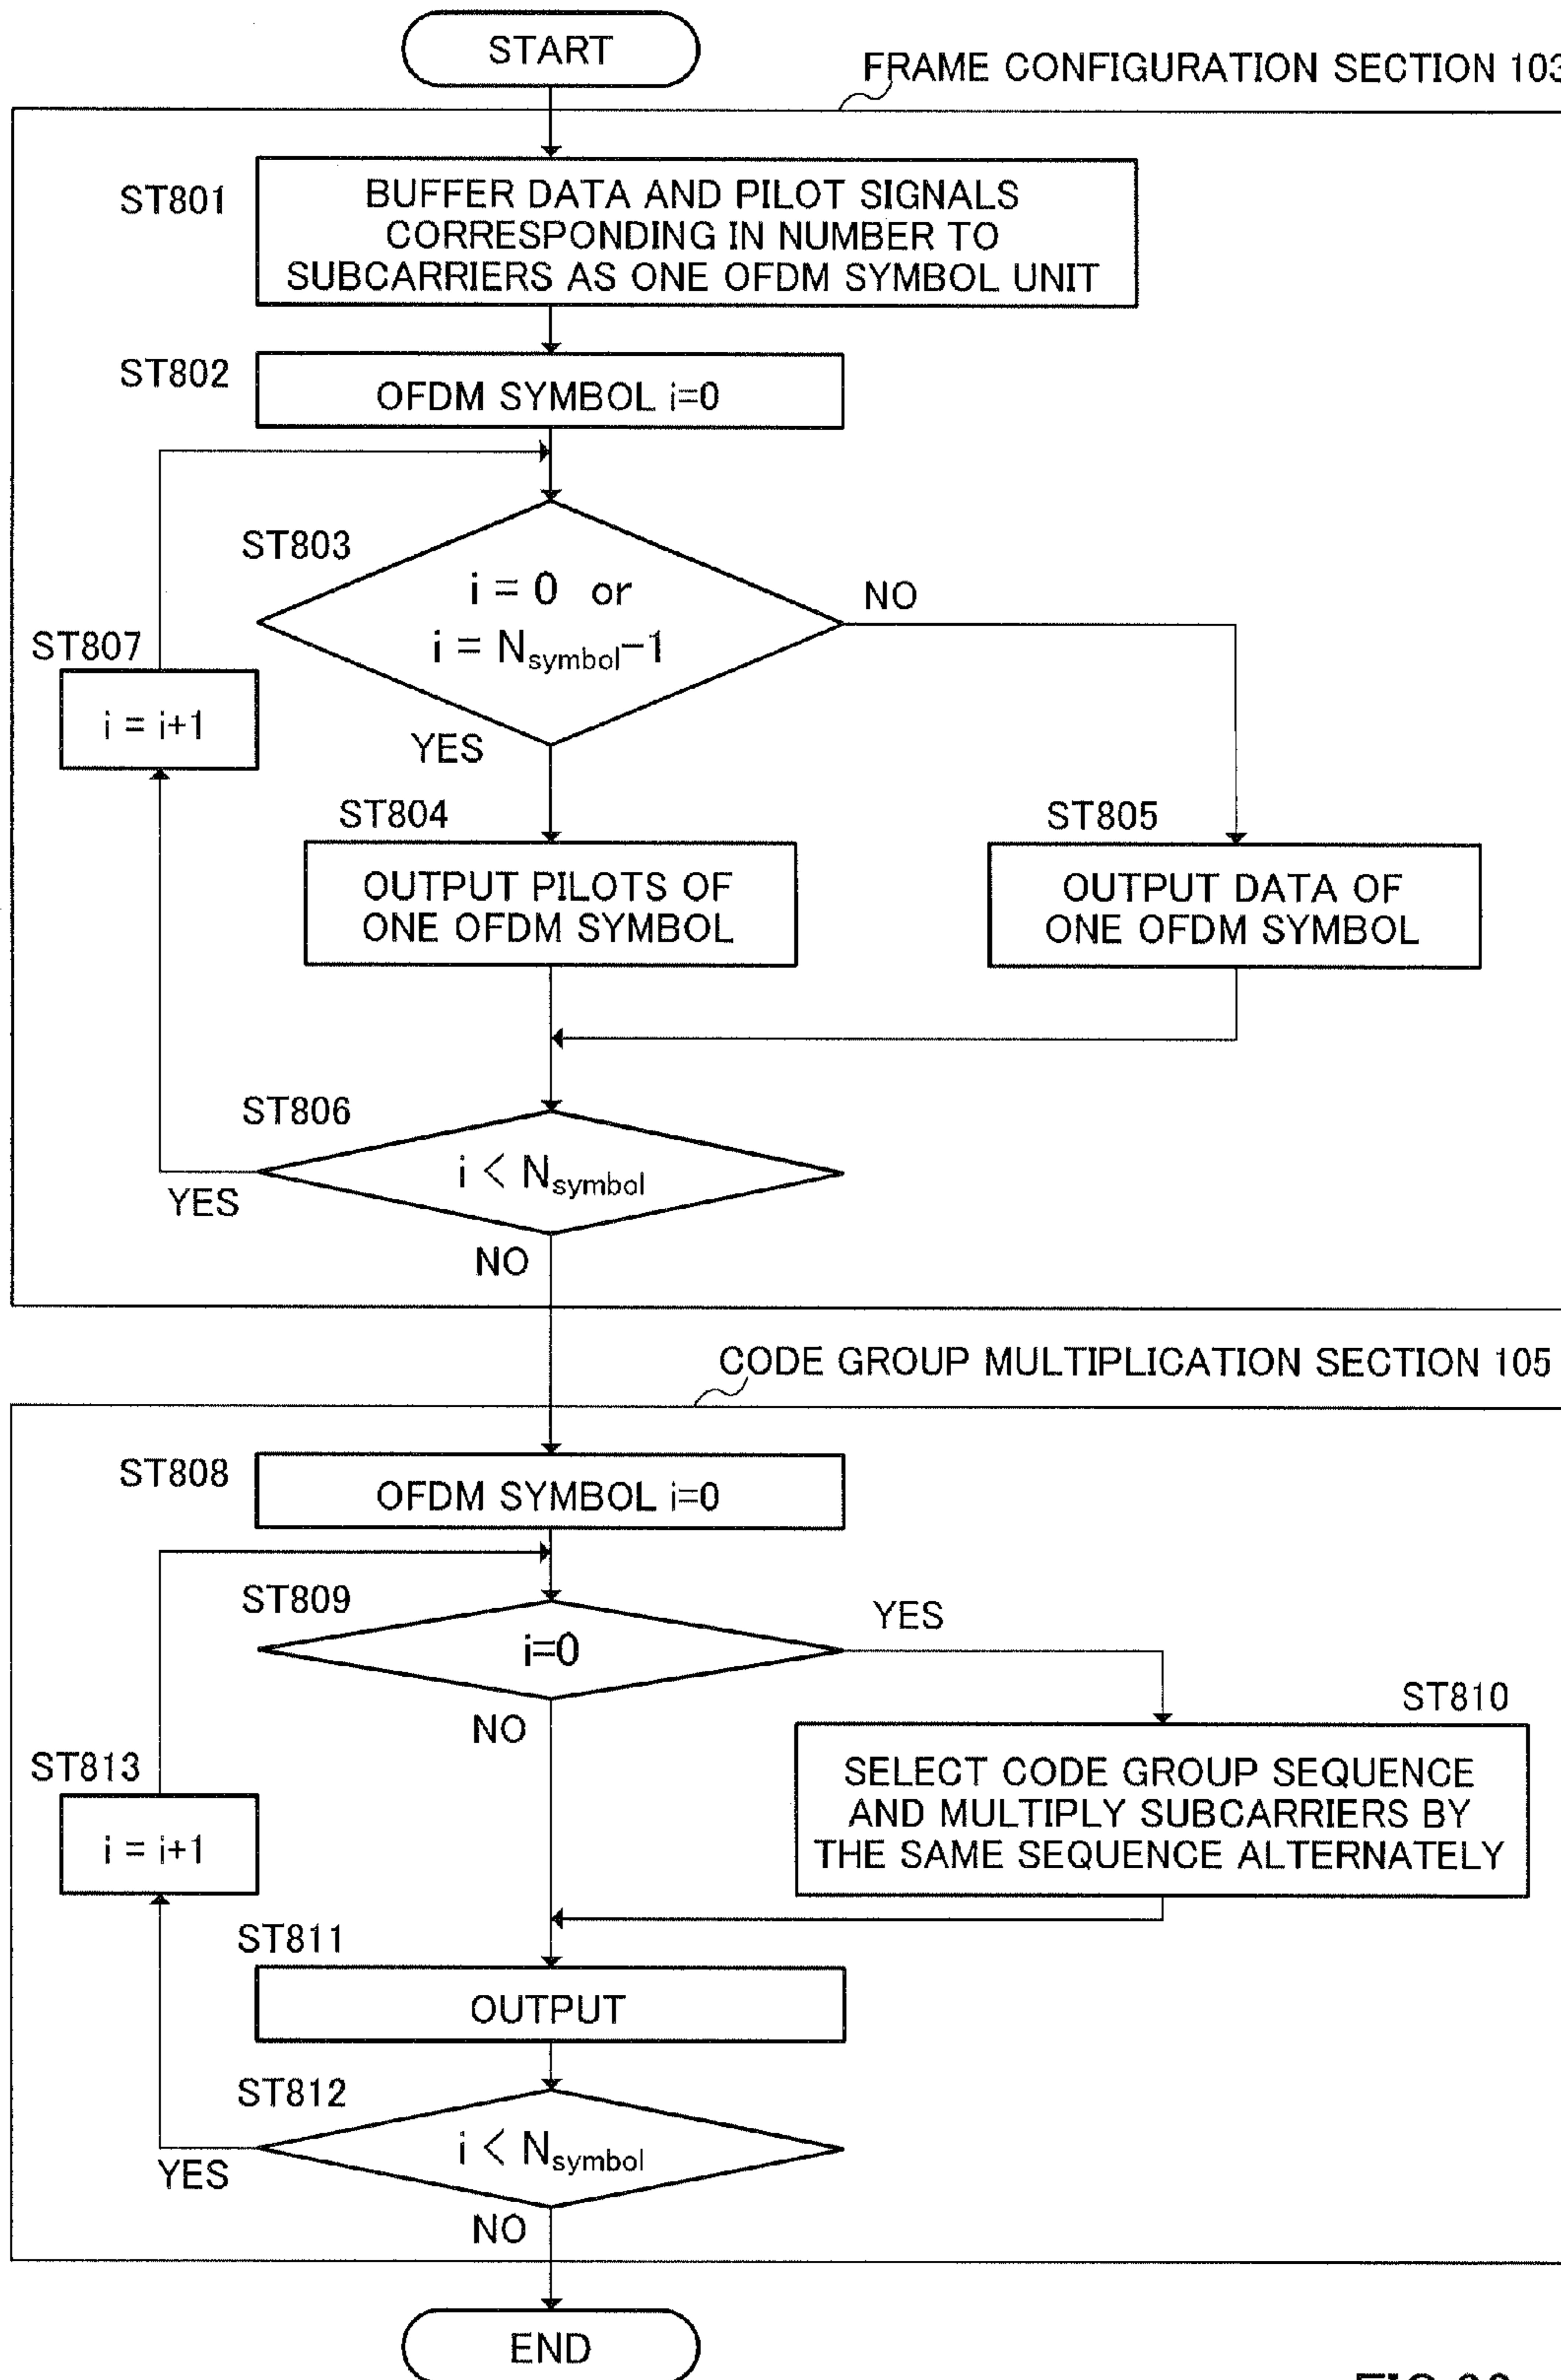 START
FRAME CONFIGURATION SECTION 103
ST801
BUFFER DATA AND PILOT SIGNALS
CORRESPONDING IN NUMBER TO
SUBCARRIERS AS ONE OFDM SYMBOL UNIT
ST802
OFDM SYMBOL i=0
ST803
i = 0 or
i = Nsymbol-1
NO
ST807
i = i+1
YES
ST804
OUTPUT PILOTS OF
ONE OFDM SYMBOL
ST805
OUTPUT DATA OF
ONE OFDM SYMBOL
ST806
i < Nsymbol
YES
NO
CODE GROUP MULTIPLICATION SECTION 105
ST808
OFDM SYMBOL i=0
ST809
i=0
YES
NO
ST810
SELECT CODE GROUP SEQUENCE
AND MULTIPLY SUBCARRIERS BY
THE SAME SEQUENCE ALTERNATELY
ST813
i = i+1
ST811
OUTPUT
ST812
i < Nsymbol
YES
NO
END